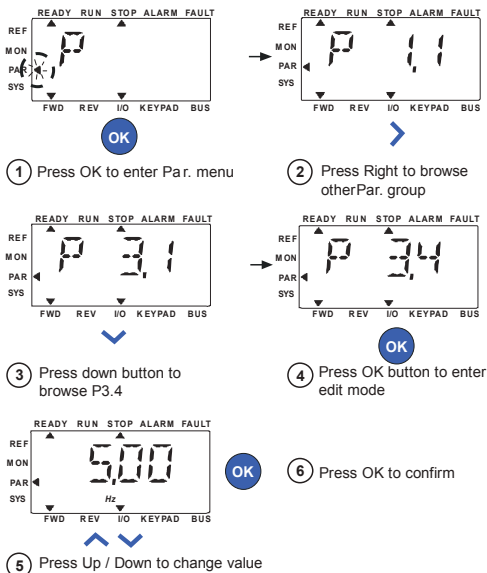 READY RUN STOP ALARM FAULT
REF
MON
PAR
SYS
P
FWD REV I/O KEYPAD BUS
OK
1 Press OK to enter Par. menu
READY RUN STOP ALARM FAULT
REF
MON
PAR
SYS
P 1,1
FWD REV I/O KEYPAD BUS
2 Press Right to browse
otherPar. group
READY RUN STOP ALARM FAULT
REF
MON
PAR
SYS
P 3,1
FWD REV I/O KEYPAD BUS
3 Press down button to
browse P3.4
READY RUN STOP ALARM FAULT
REF
MON
PAR
SYS
P 3,4
FWD REV I/O KEYPAD BUS
OK
4 Press OK button to enter
edit mode
READY RUN STOP ALARM FAULT
REF
MON
PAR
SYS
5,00
Hz
FWD REV I/O KEYPAD BUS
5 Press Up / Down to change value
OK
6 Press OK to confirm